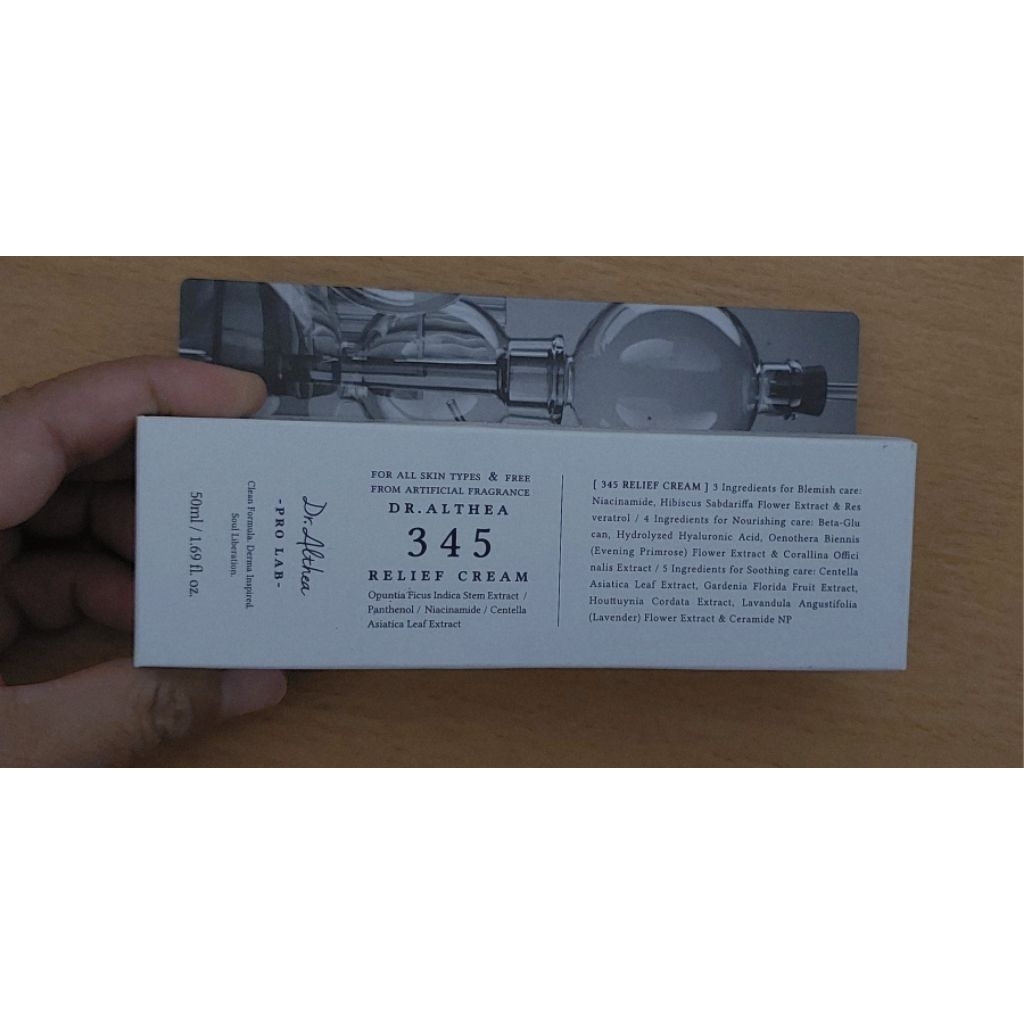 50ml / 1.69 fl. oz.
Clean Formula. Derma Inspired.
Soul Liberation.
-PRO LAB-
Dr.Althea
FOR ALL SKIN TYPES & FREE
FROM ARTIFICIAL FRAGRANCE
DR.ALTHEA
345
RELIEF CREAM
Opuntia Ficus Indica Stem Extract /
Panthenol / Niacinamide / Centella
Asiatica Leaf Extract
[ 345 RELIEF CREAM ] 3 Ingredients for Blemish care:
Niacinamide, Hibiscus Sabdariffa Flower Extract & Res
veratrol / 4 Ingredients for Nourishing care: Beta-Glu
can, Hydrolyzed Hyaluronic Acid, Oenothera Biennis
(Evening Primrose) Flower Extract & Corallina Offici
nalis Extract / 5 Ingredients for Soothing care: Centella
Asiatica Leaf Extract, Gardenia Florida Fruit Extract,
Houttuynia Cordata Extract, Lavandula Angustifolia
(Lavender) Flower Extract & Ceramide NP